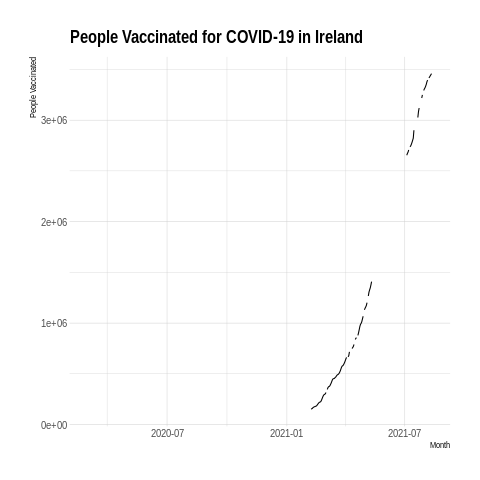 People Vaccinated for COVID-19 in Ireland
People Vaccinated
3e+06
2e+06
1e+06
0e+00
2020-07
2021-01
2021-07
Month